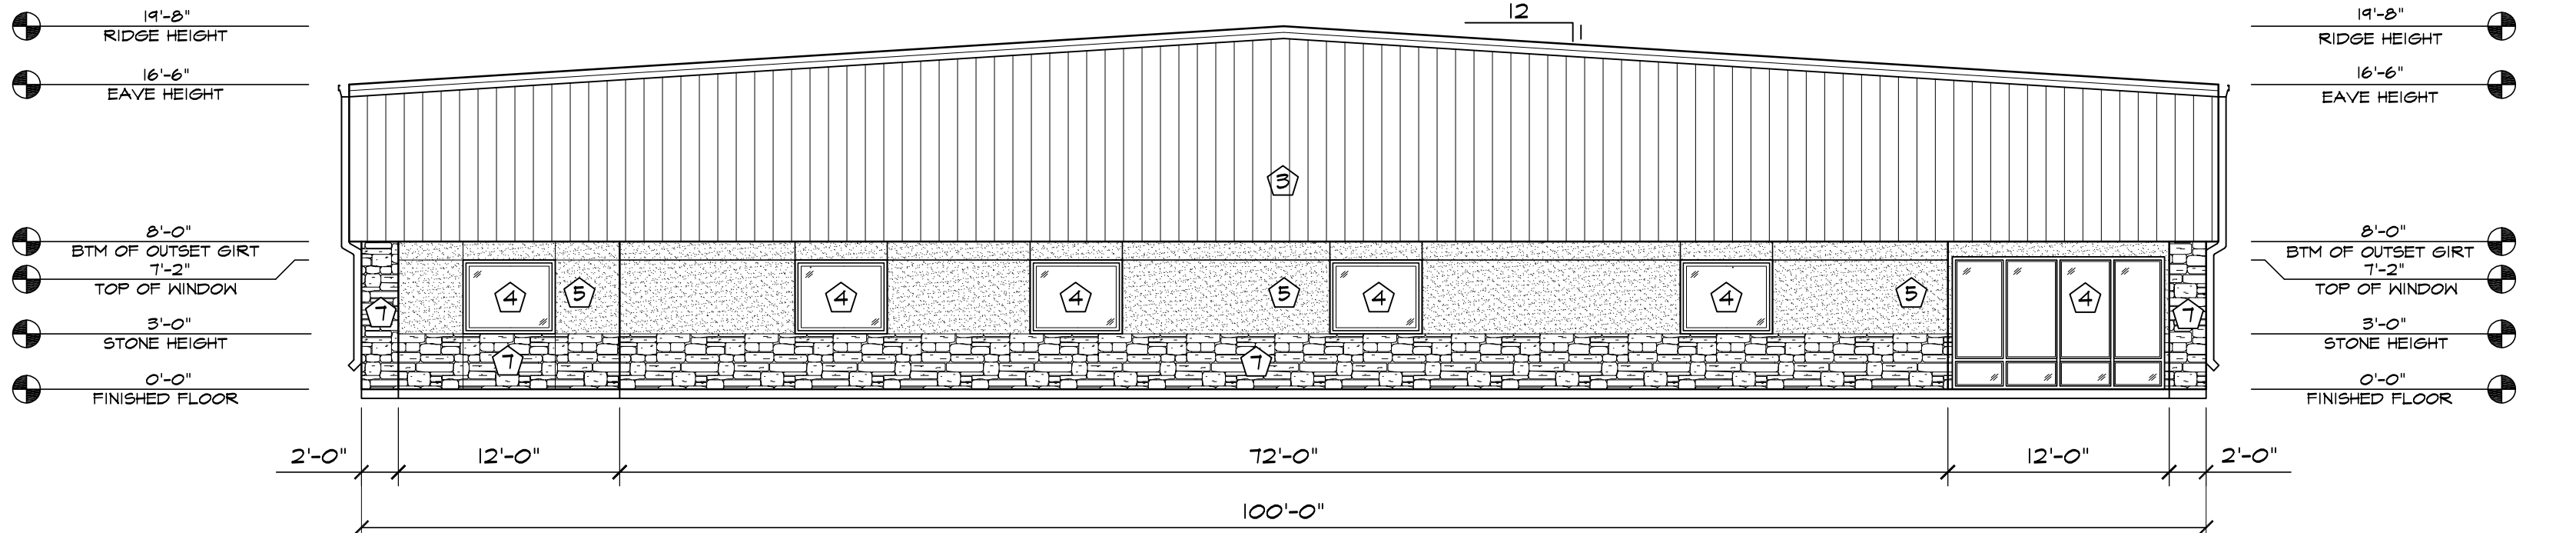 19'-8"
RIDGE HEIGHT
16'-6"
EAVE HEIGHT
8'-0"
BTM OF OUTSET GIRT
7'-2"
TOP OF WINDOW
3'-0"
STONE HEIGHT
0'-0"
FINISHED FLOOR
12
1
3
7
4
5
4
4
5
4
4
5
4
7
7
7
19'-8"
RIDGE HEIGHT
16'-6"
EAVE HEIGHT
8'-0"
BTM OF OUTSET GIRT
7'-2"
TOP OF WINDOW
3'-0"
STONE HEIGHT
0'-0"
FINISHED FLOOR
2'-0"
12'-0"
72'-0"
12'-0"
2'-0"
100'-0"